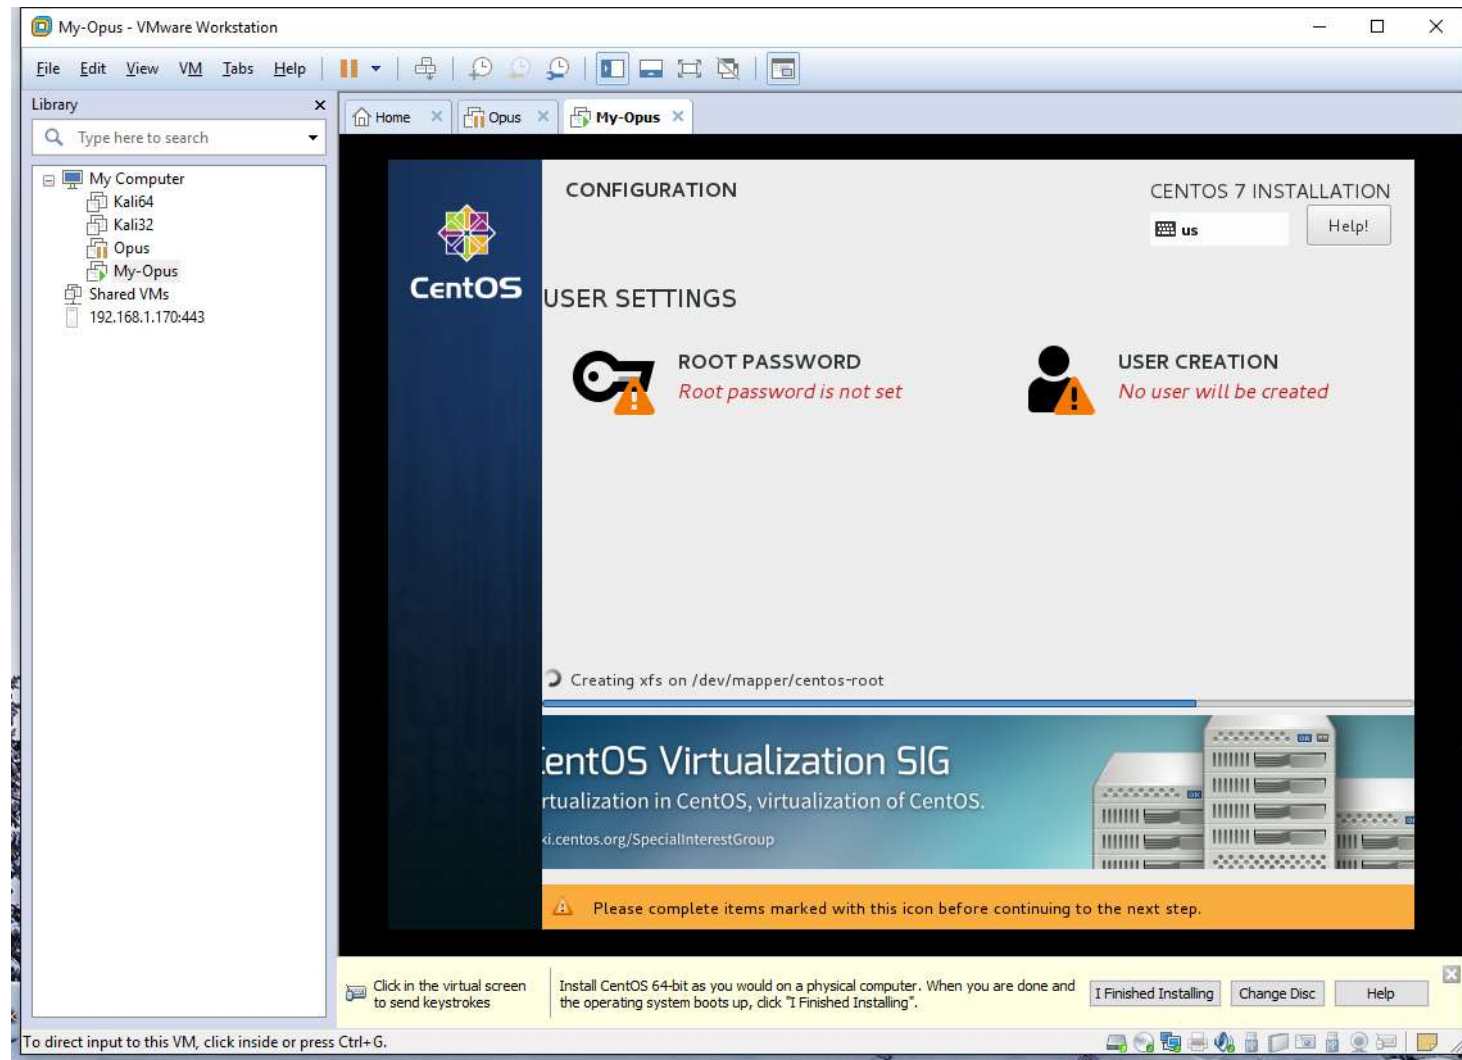 My-Opus - VMware Workstation
File Edit View VM Tabs Help
Library
Type here to search
My Computer
Kali64
Kali32
Opus
My-Opus
Shared VMs
192.168.1.170:443
Home
Opus
My-Opus
CentOS
CONFIGURATION
CENTOS 7 INSTALLATION
us
Help!
USER SETTINGS
ROOT PASSWORD
Root password is not set
USER CREATION
No user will be created
Creating xfs on /dev/mapper/centos-root
entOS Virtualization SIG
rtualization in CentOS, virtualization of CentOS.
ki.centos.org/SpecialInterestGroup
OK
OK
Please complete items marked with this icon before continuing to the next step.
Click in the virtual screen
to send keystrokes
Install CentOS 64-bit as you would on a physical computer. When you are done and
the operating system boots up, click "I Finished Installing".
I Finished Installing
Change Disc
Help
To direct input to this VM, click inside or press Ctrl+G.